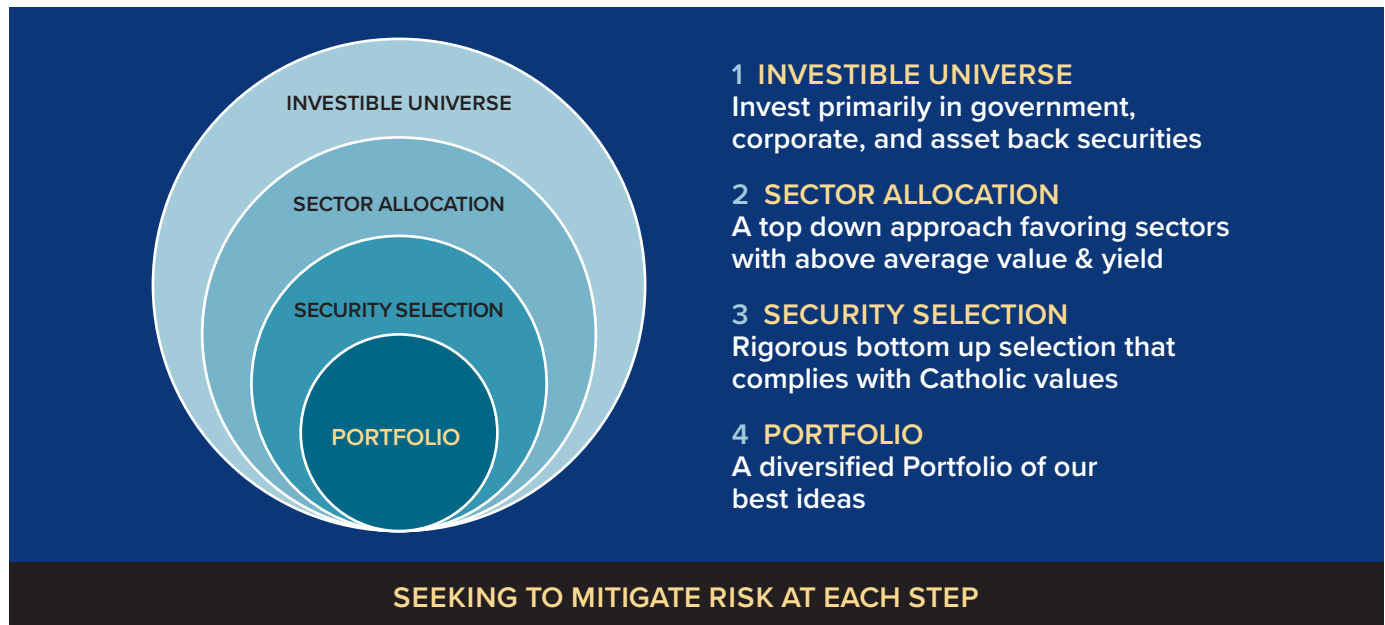 INVESTIBLE UNIVERSE
SECTOR ALLOCATION
SECURITY SELECTION
PORTFOLIO
1 INVESTIBLE UNIVERSE
Invest primarily in government,
corporate, and asset back securities
2 SECTOR ALLOCATION
A top down approach favoring sectors
with above average value & yield
3 SECURITY SELECTION
Rigorous bottom up selection that
complies with Catholic values
4 PORTFOLIO
A diversified Portfolio of our
best ideas
SEEKING TO MITIGATE RISK AT EACH STEP